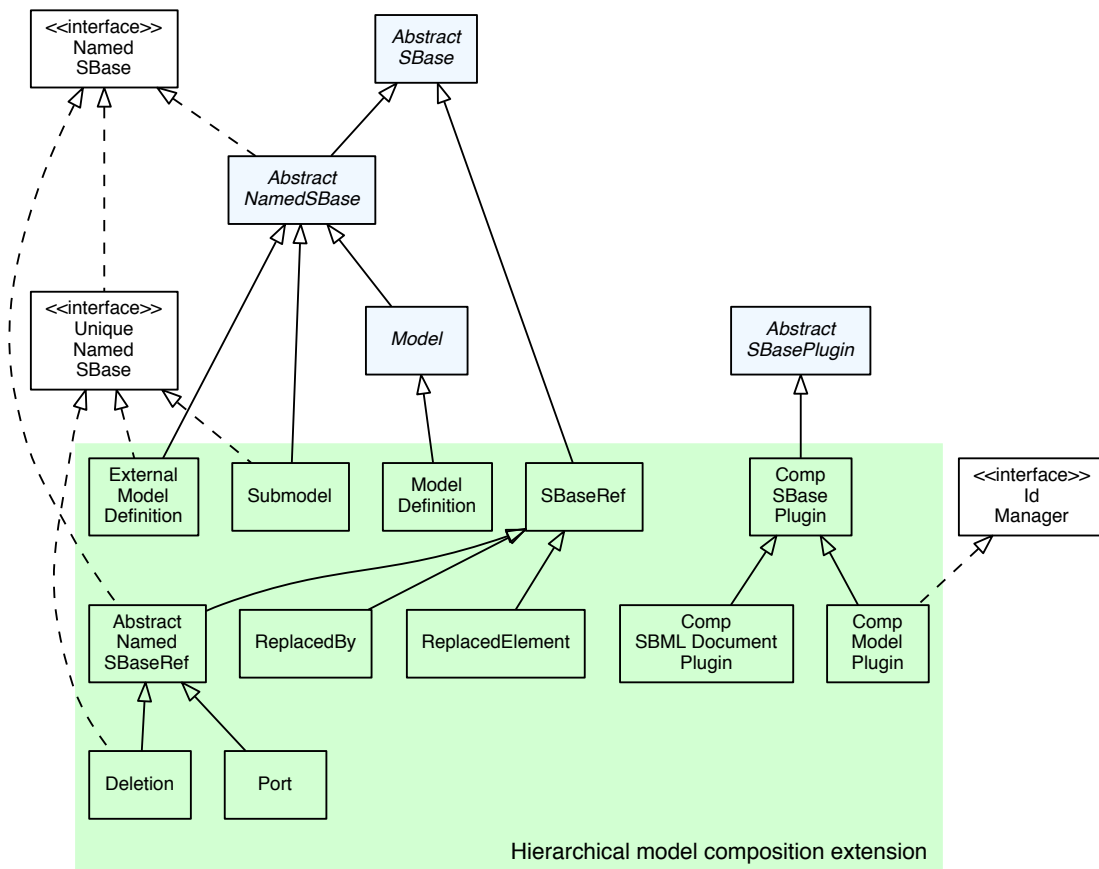 <<interface>>
Named
SBase
Abstract
SBase
Abstract
NamedSBase
<<interface>>
Unique
Named
SBase
Model
Abstract
SBasePlugin
External
Model
Definition
Submodel
Model
Definition
SBaseRef
Comp
SBase
Plugin
<<interface>>
Id
Manager
Abstract
Named
SBaseRef
ReplacedBy
ReplacedElement
Comp
SBML Document
Plugin
Comp
Model
Plugin
Deletion
Port
Hierarchical model composition extension